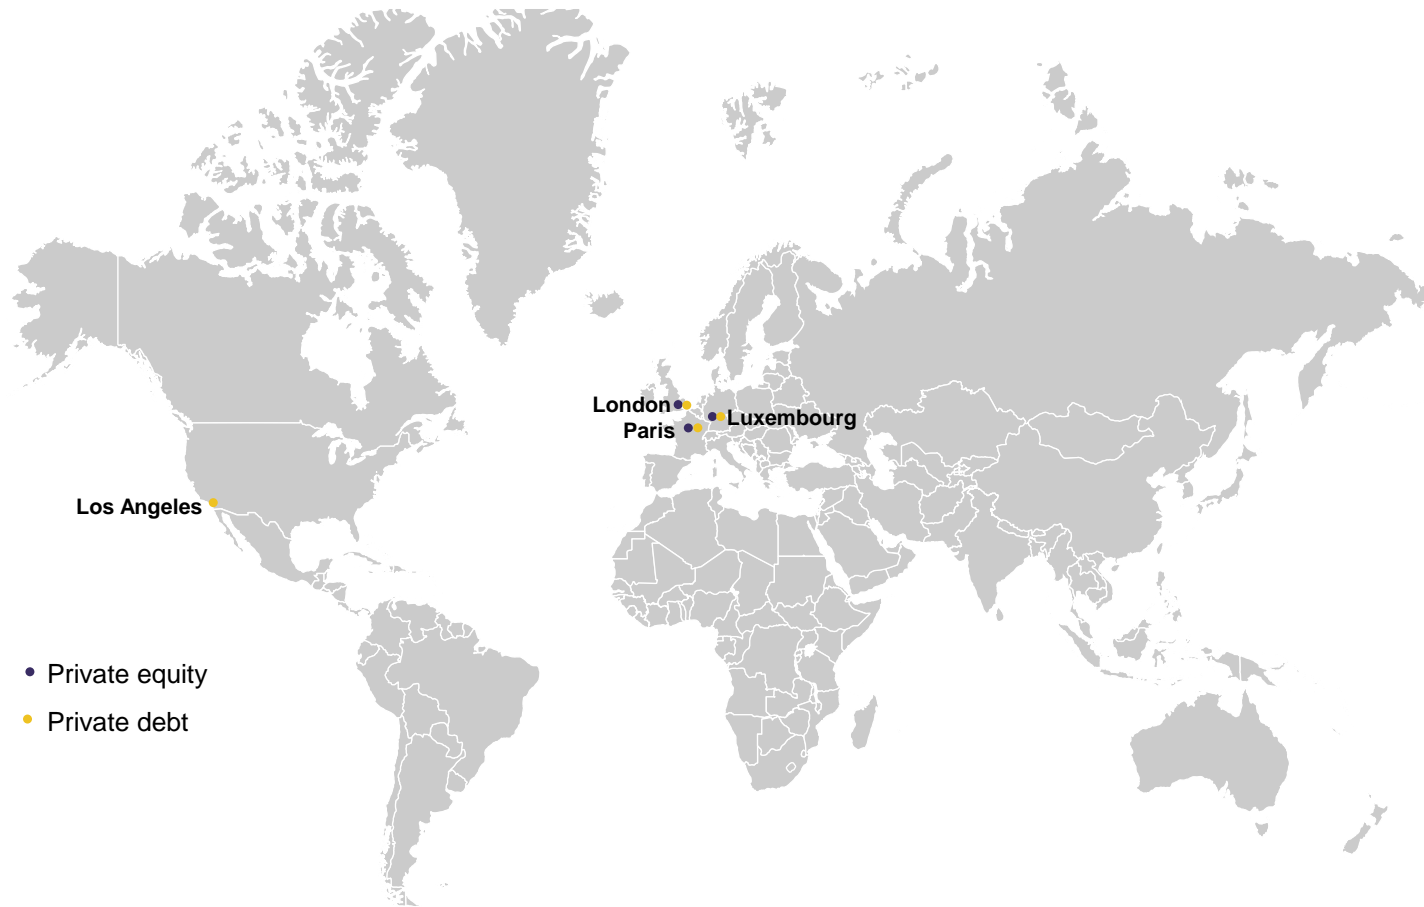 London
Luxembourg
Paris
Los Angeles
Private equity
Private debt